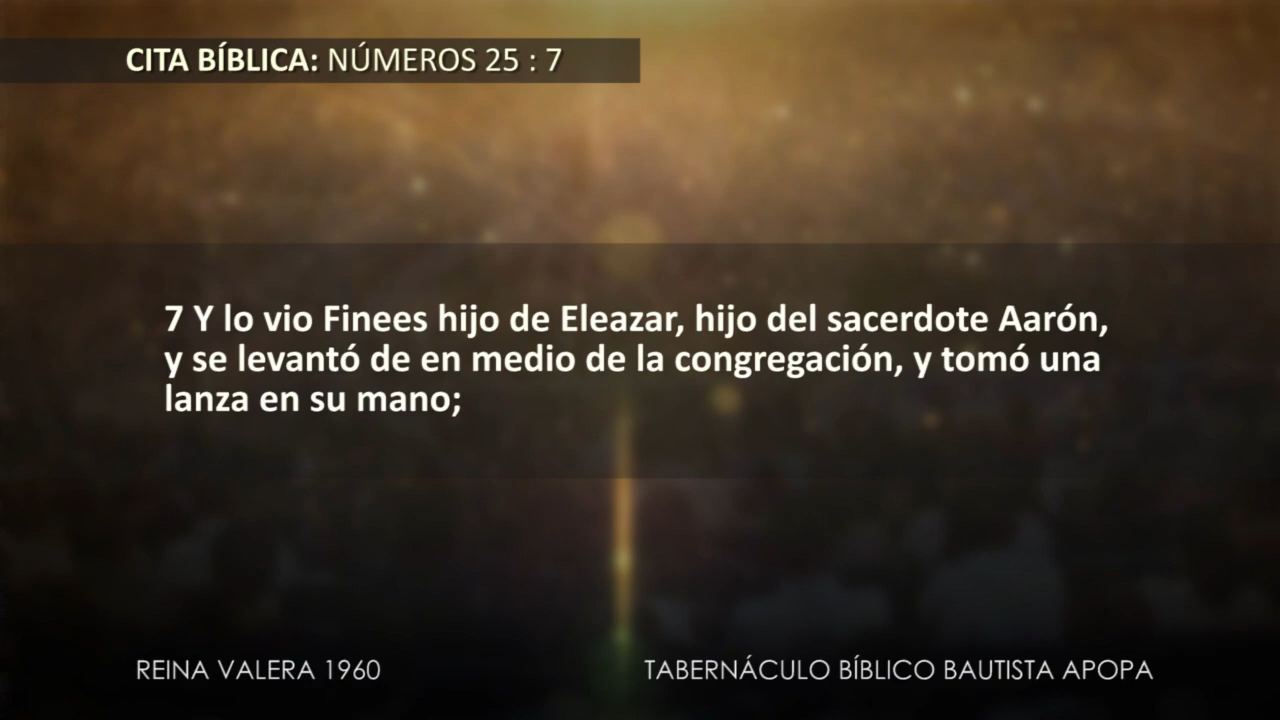 CITA BÍBLICA: NÚMEROS 25 : 7
7 Y lo vio Finees hijo de Eleazar, hijo del sacerdote Aarón,
y se levantó de en medio de la congregación, y tomó una
lanza en su mano;
REINA VALERA 1960
TABERNÁCULO BÍBLICO BAUTISTA APOPA